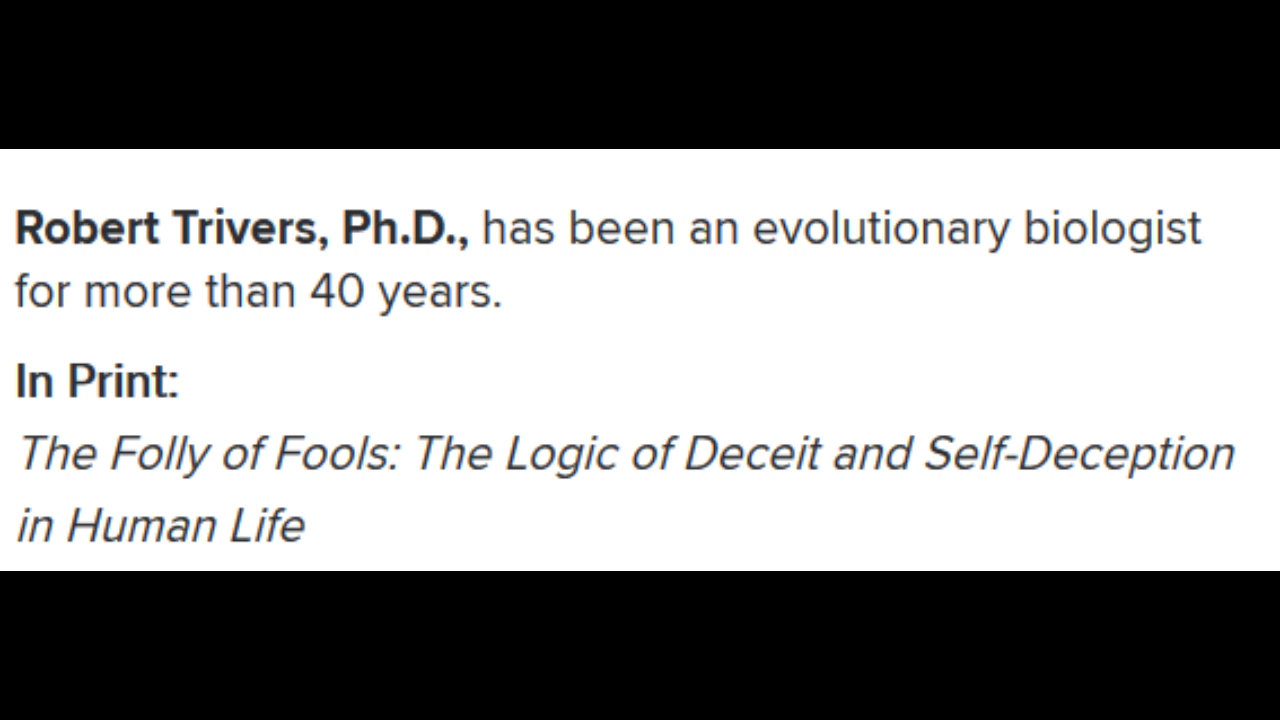 Robert Trivers, Ph.D., has been an evolutionary biologist
for more than 40 years.
In Print:
The Folly of Fools: The Logic of Deceit and Self-Deception
in Human Life